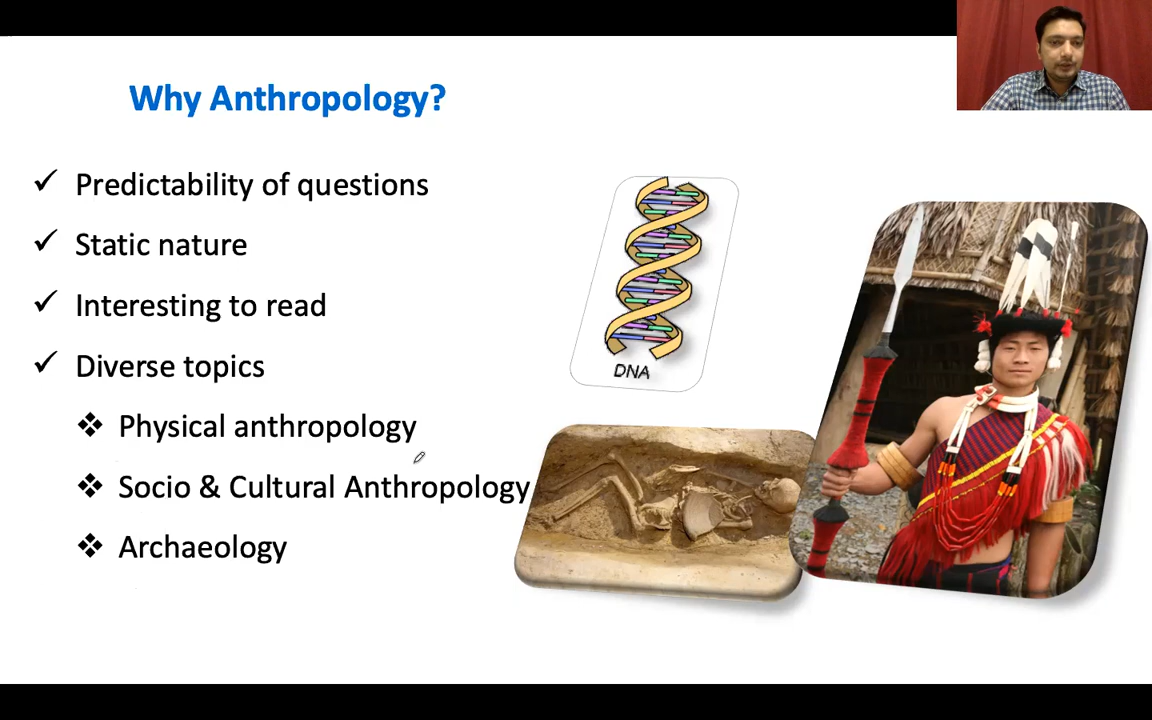 Why Anthropology?
Predictability of questions
Static nature
Interesting to read
Diverse topics
Physical anthropology
Socio & Cultural Anthropology
Archaeology
DNA